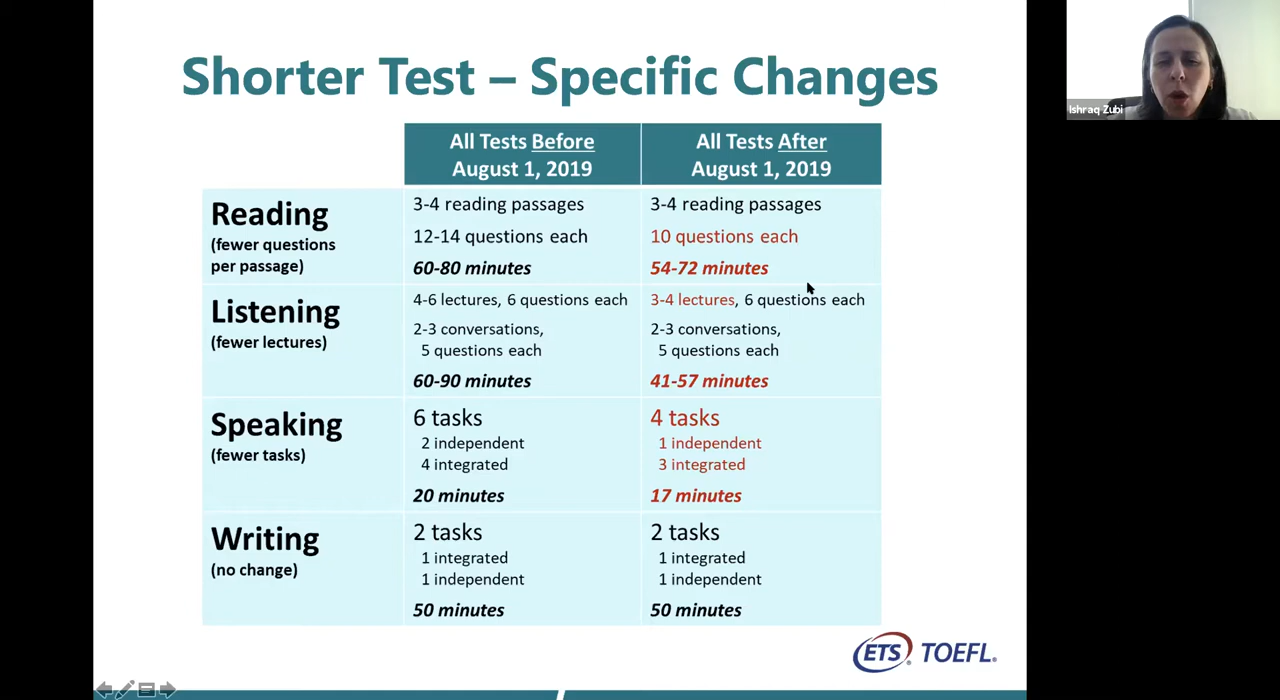 Shorter Test – Specific Changes
All Tests Before
August 1, 2019
All Tests After
August 1, 2019
Reading
(fewer questions
per passage)
3-4 reading passages
12-14 questions each
60-80 minutes
3-4 reading passages
10 questions each
54-72 minutes
Listening
(fewer lectures)
4-6 lectures, 6 questions each
2-3 conversations,
5 questions each
60-90 minutes
3-4 lectures, 6 questions each
2-3 conversations,
5 questions each
41-57 minutes
Speaking
(fewer tasks)
6 tasks
2 independent
4 integrated
20 minutes
4 tasks
1 independent
3 integrated
17 minutes
Writing
(no change)
2 tasks
1 integrated
1 independent
50 minutes
2 tasks
1 integrated
1 independent
50 minutes
ETS® TOEFL®
Ishraq Zubi